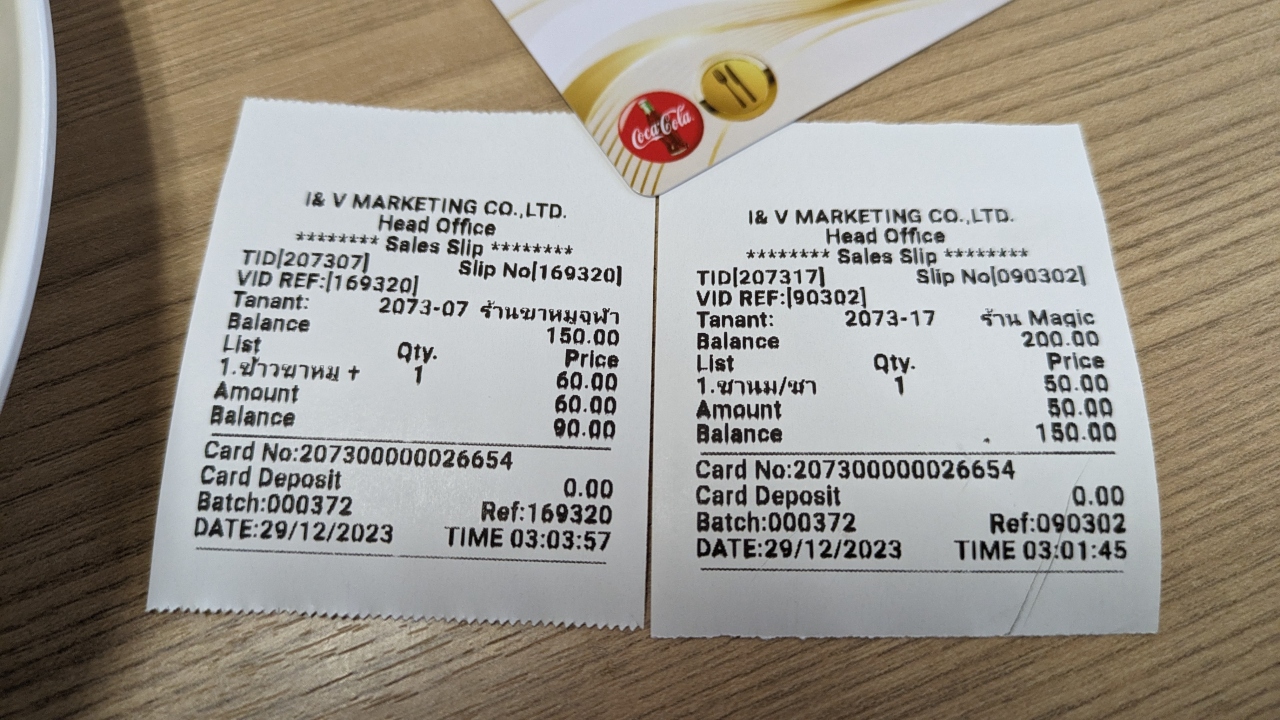 Coca-Cola
I& V MARKETING CO.,LTD.
Head Office
******** Sales Slip ********
TID[207307] Slip No[169320]
VID REF:[169320]
Tanant: 2073-07 ร้านขาหมูจุฬา
Balance 150.00
List Qty. Price
1.ข้าวขาหมู + 1 60.00
Amount 60.00
Balance 90.00
Card No:207300000026654
Card Deposit 0.00
Batch:000372 Ref:169320
DATE:29/12/2023 TIME 03:03:57
I& V MARKETING CO.,LTD.
Head Office
******** Sales Slip ********
TID[207317] Slip No[090302]
VID REF:[90302]
Tanant: 2073-17 ร้าน Magic
Balance 200.00
List Qty. Price
1.ชานม/ชา 1 50.00
Amount 50.00
Balance 150.00
Card No:207300000026654
Card Deposit 0.00
Batch:000372 Ref:090302
DATE:29/12/2023 TIME 03:01:45